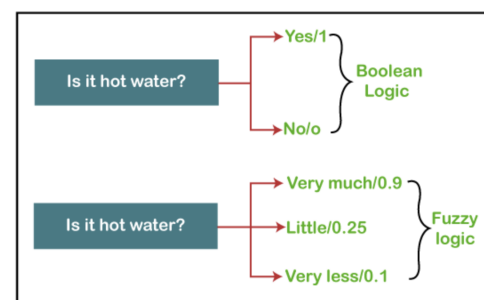 Is it hot water?
Yes/1
No/o
Boolean
Logic
Is it hot water?
Very much/0.9
Little/0.25
Very less/0.1
Fuzzy
logic